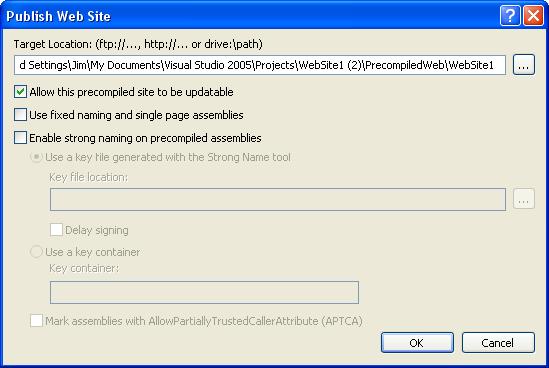 Publish Web Site
Target Location: (ftp://..., http://... or drive:\path)
d Settings\Jim\My Documents\Visual Studio 2005\Projects\WebSite1 (2)\PrecompiledWeb\WebSite1 ...
Allow this precompiled site to be updatable
Use fixed naming and single page assemblies
Enable strong naming on precompiled assemblies
Use a key file generated with the Strong Name tool
Key file location:
...
Delay signing
Use a key container
Key container:
Mark assemblies with AllowPartiallyTrustedCallerAttribute (APTCA)
OK Cancel